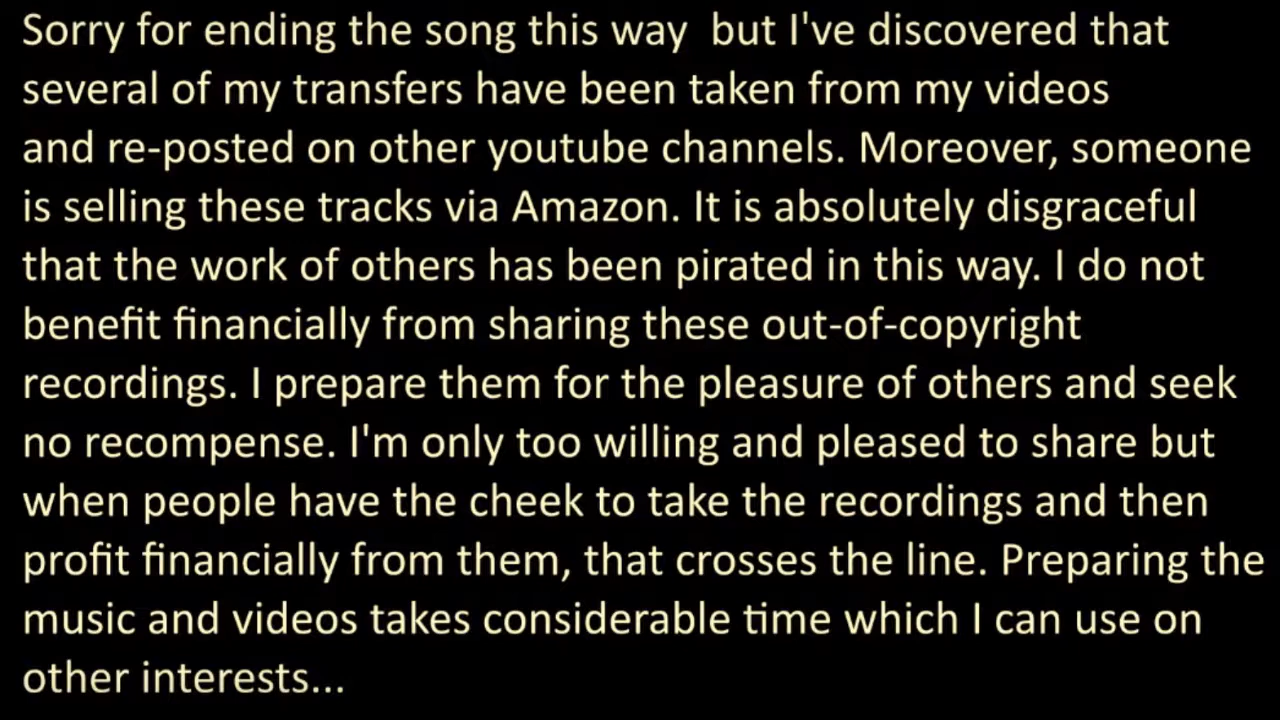 Sorry for ending the song this way  but I've discovered that
several of my transfers have been taken from my videos
and re-posted on other youtube channels. Moreover, someone
is selling these tracks via Amazon. It is absolutely disgraceful
that the work of others has been pirated in this way. I do not
benefit financially from sharing these out-of-copyright
recordings. I prepare them for the pleasure of others and seek
no recompense. I'm only too willing and pleased to share but
when people have the cheek to take the recordings and then
profit financially from them, that crosses the line. Preparing the
music and videos takes considerable time which I can use on
other interests...